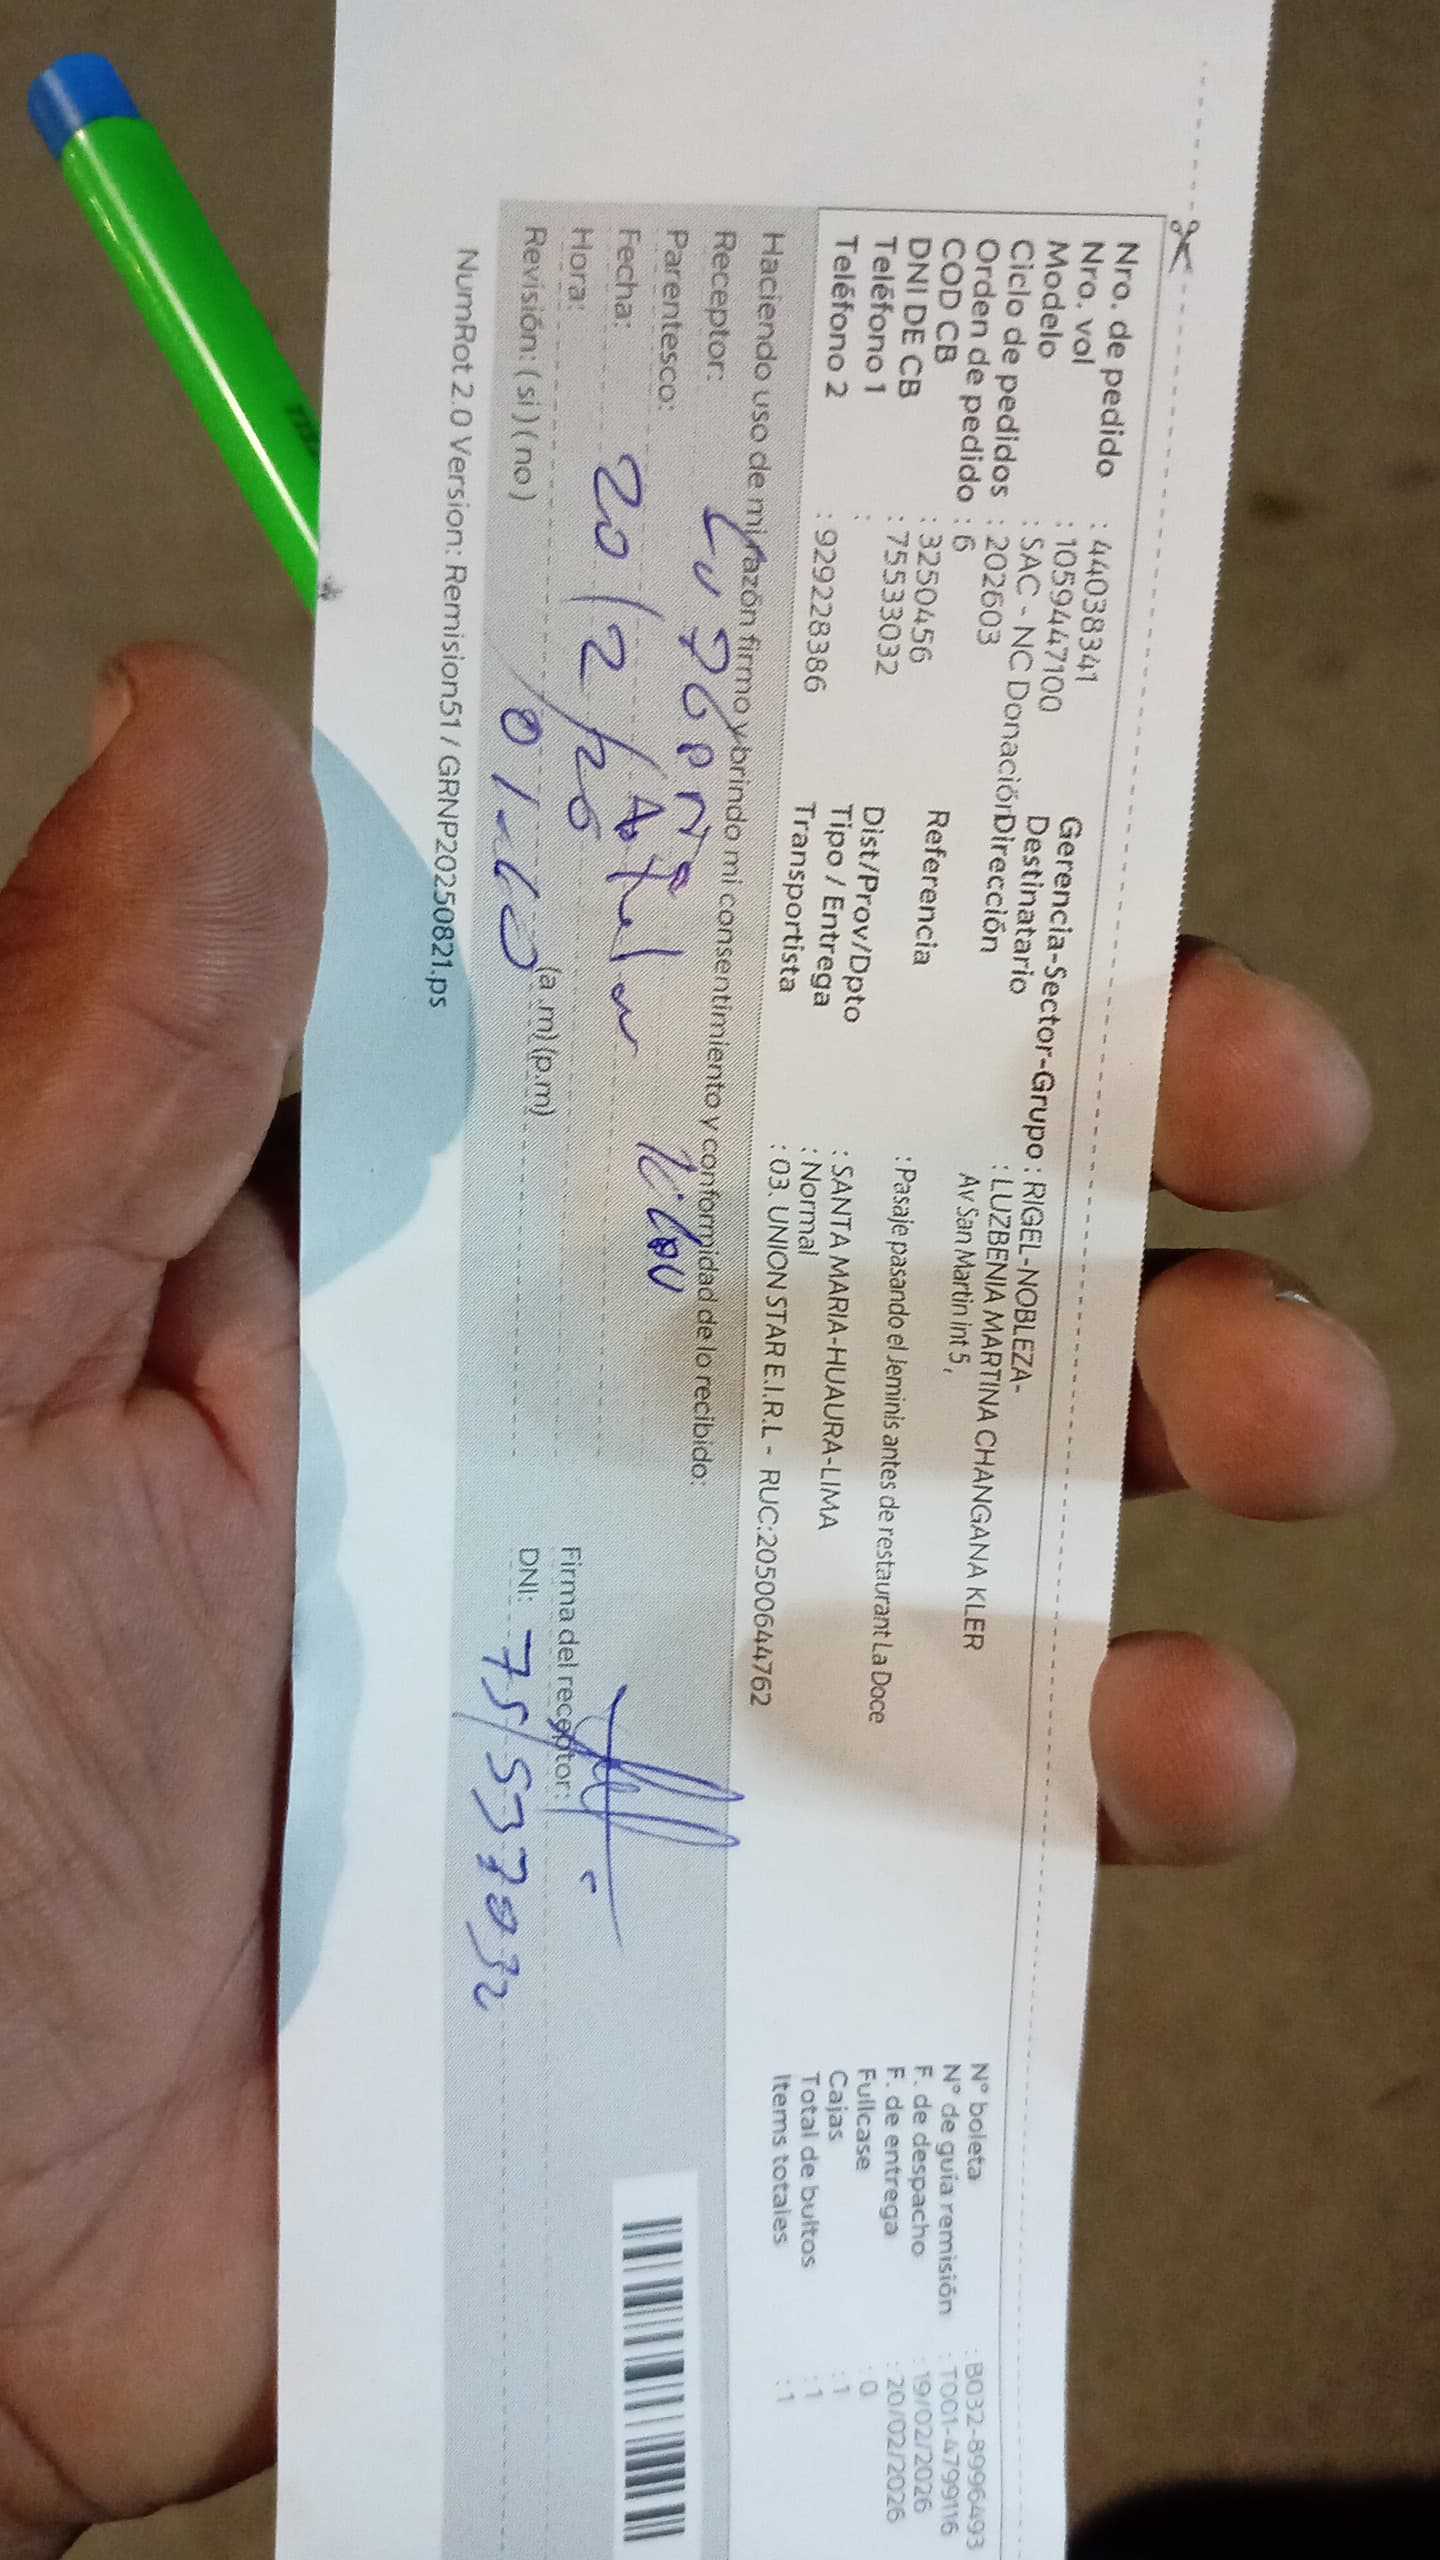 Nro. de pedido : 44038341
Nro. vol : 1059447100
Modelo : SAC - NC Donación
Ciclo de pedidos : 202603
Orden de pedido : 6
COD CB : 3250456
DNI DE CB : 75533032
Teléfono 1 :
Teléfono 2 : 929228386
Gerencia-Sector-Grupo : RIGEL-NOBLEZA-
Destinatario : LUZBENIA MARTINA CHANGANA KLER
Dirección Av San Martin int 5 ,
Referencia : Pasaje pasando el Jeminis antes de restaurant La Doce
Dist/Prov/Dpto : SANTA MARIA-HUAURA-LIMA
Tipo / Entrega : Normal
Transportista : 03. UNION STAR E.I.R.L - RUC:20500644762
N° boleta : B032-8996493
N° de guia remisión : T001-4799116
F. de despacho : 19/02/2026
F. de entrega : 20/02/2026
Fullcase : 0
Cajas : 1
Total de bultos : 1
Items totales : 1
Haciendo uso de mi razón firmo y brindo mi consentimiento y conformidad de lo recibido:
Receptor:
Parentesco:
Fecha: 20/2/26
Hora: (a.m) (p.m)
Revisión: ( si ) ( no )
Firma del receptor:
DNI: 75533032
NumRot 2.0 Version: Remision51 / GRNP20250821.ps